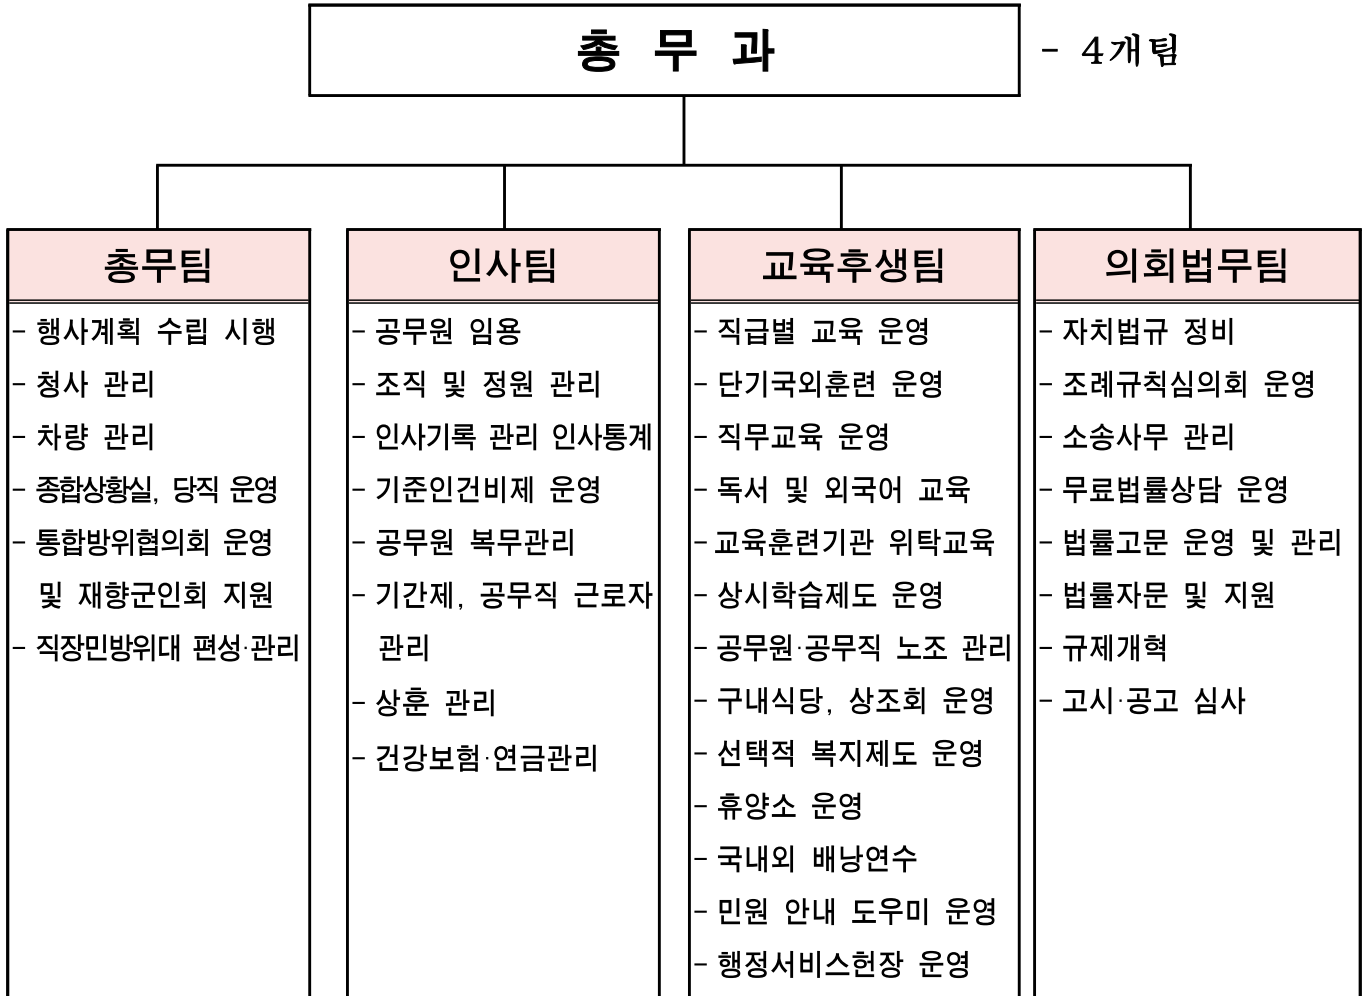 총 무 과
- 4개팀
총무팀
- 행사계획 수립 시행
- 청사 관리
- 차량 관리
- 종합상황실, 당직 운영
- 통합방위협의회 운영
및 재향군인회 지원
- 직장민방위대 편성·관리
인사팀
- 공무원 임용
- 조직 및 정원 관리
- 인사기록 관리 인사통계
- 기준인건비제 운영
- 공무원 복무관리
- 기간제, 공무직 근로자
관리
- 상훈 관리
- 건강보험·연금관리
교육후생팀
- 직급별 교육 운영
- 단기국외훈련 운영
- 직무교육 운영
- 독서 및 외국어 교육
- 교육훈련기관 위탁교육
- 상시학습제도 운영
- 공무원·공무직 노조 관리
- 구내식당, 상조회 운영
- 선택적 복지제도 운영
- 휴양소 운영
- 국내외 배낭연수
- 민원 안내 도우미 운영
- 행정서비스헌장 운영
의회법무팀
- 자치법규 정비
- 조례규칙심의회 운영
- 소송사무 관리
- 무료법률상담 운영
- 법률고문 운영 및 관리
- 법률자문 및 지원
- 규제개혁
- 고시·공고 심사